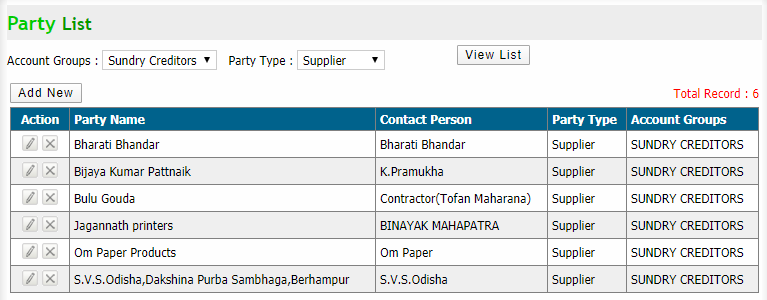 Party List
Account Groups : Sundry Creditors Party Type : Supplier View List
Add New Total Record : 6
Action Party Name Contact Person Party Type Account Groups
Bharati Bhandar Bharati Bhandar Supplier SUNDRY CREDITORS
Bijaya Kumar Pattnaik K.Pramukha Supplier SUNDRY CREDITORS
Bulu Gouda Contractor(Tofan Maharana) Supplier SUNDRY CREDITORS
Jagannath printers BINAYAK MAHAPATRA Supplier SUNDRY CREDITORS
Om Paper Products Om Paper Supplier SUNDRY CREDITORS
S.V.S.Odisha,Dakshina Purba Sambhaga,Berhampur S.V.S.Odisha Supplier SUNDRY CREDITORS